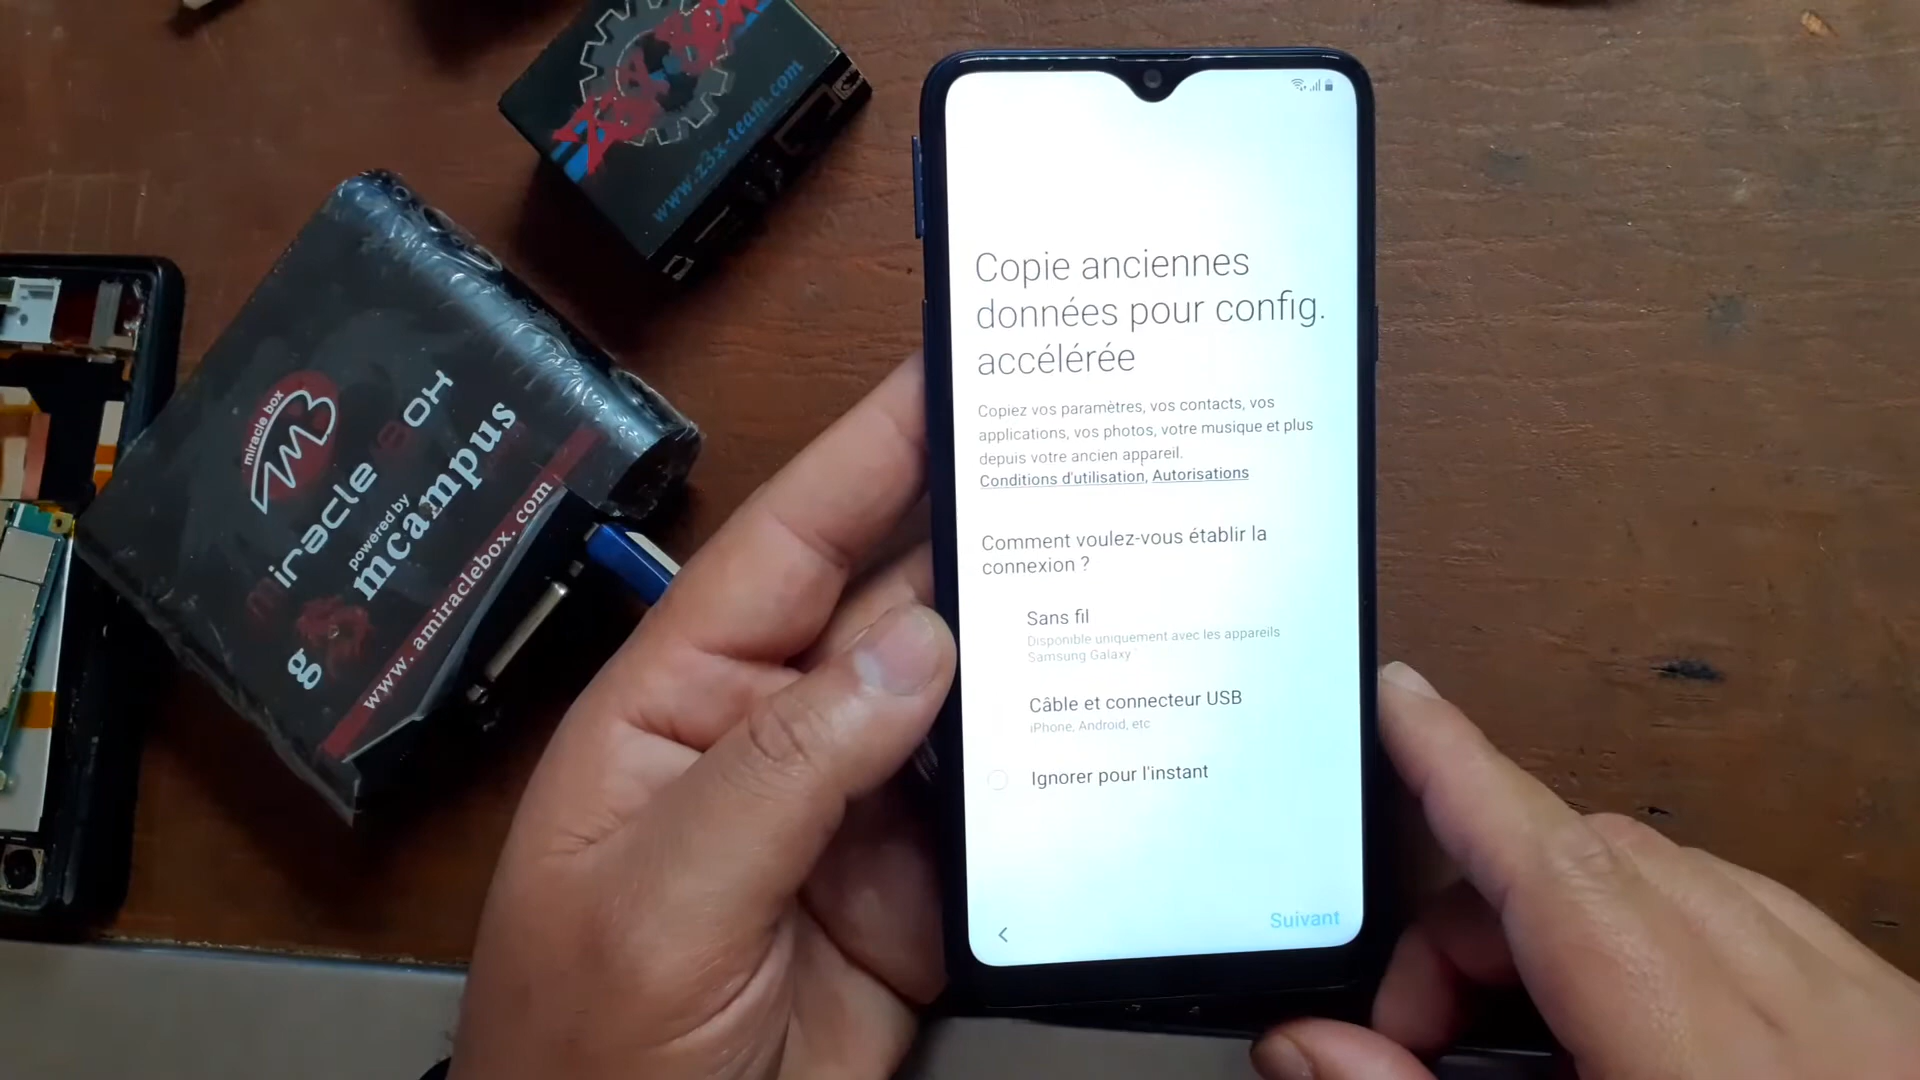 Z3X BOX
www.z3x-team.com
miracle box
miracle BOX
powered by
gmcampus
www.amiraclebox.com
Copie anciennes
données pour config.
accélérée
Copiez vos paramètres, vos contacts, vos
applications, vos photos, votre musique et plus
depuis votre ancien appareil.
Conditions d'utilisation, Autorisations
Comment voulez-vous établir la
connexion ?
Sans fil
Disponible uniquement avec les appareils
Samsung Galaxy
Câble et connecteur USB
iPhone, Android, etc
Ignorer pour l'instant
Suivant